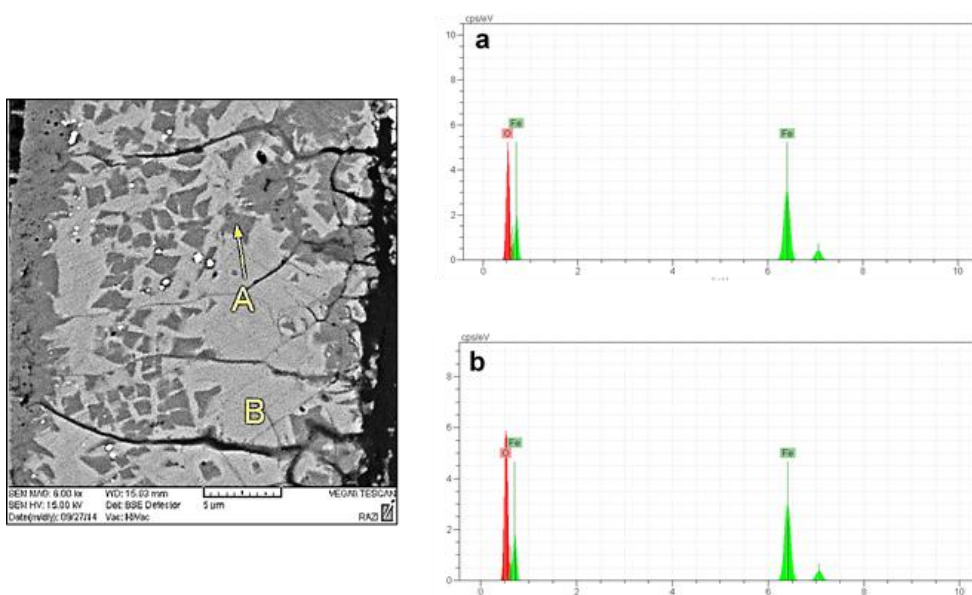 A
B
SEM MAG: 6.00 kx WD: 15.03 mm
SEM HV: 15.00 kV Det: BSE Detector 5 µm VEGA\\ TESCAN
Date(m/d/y): 09/27/14 Vac: HiVac RAZI
cps/eV
a
10
8
6
4
2
0
O Fe Fe
0 2 4 6 8 10
cps/eV
b
8
6
4
2
0
O Fe Fe
0 2 4 6 8 10